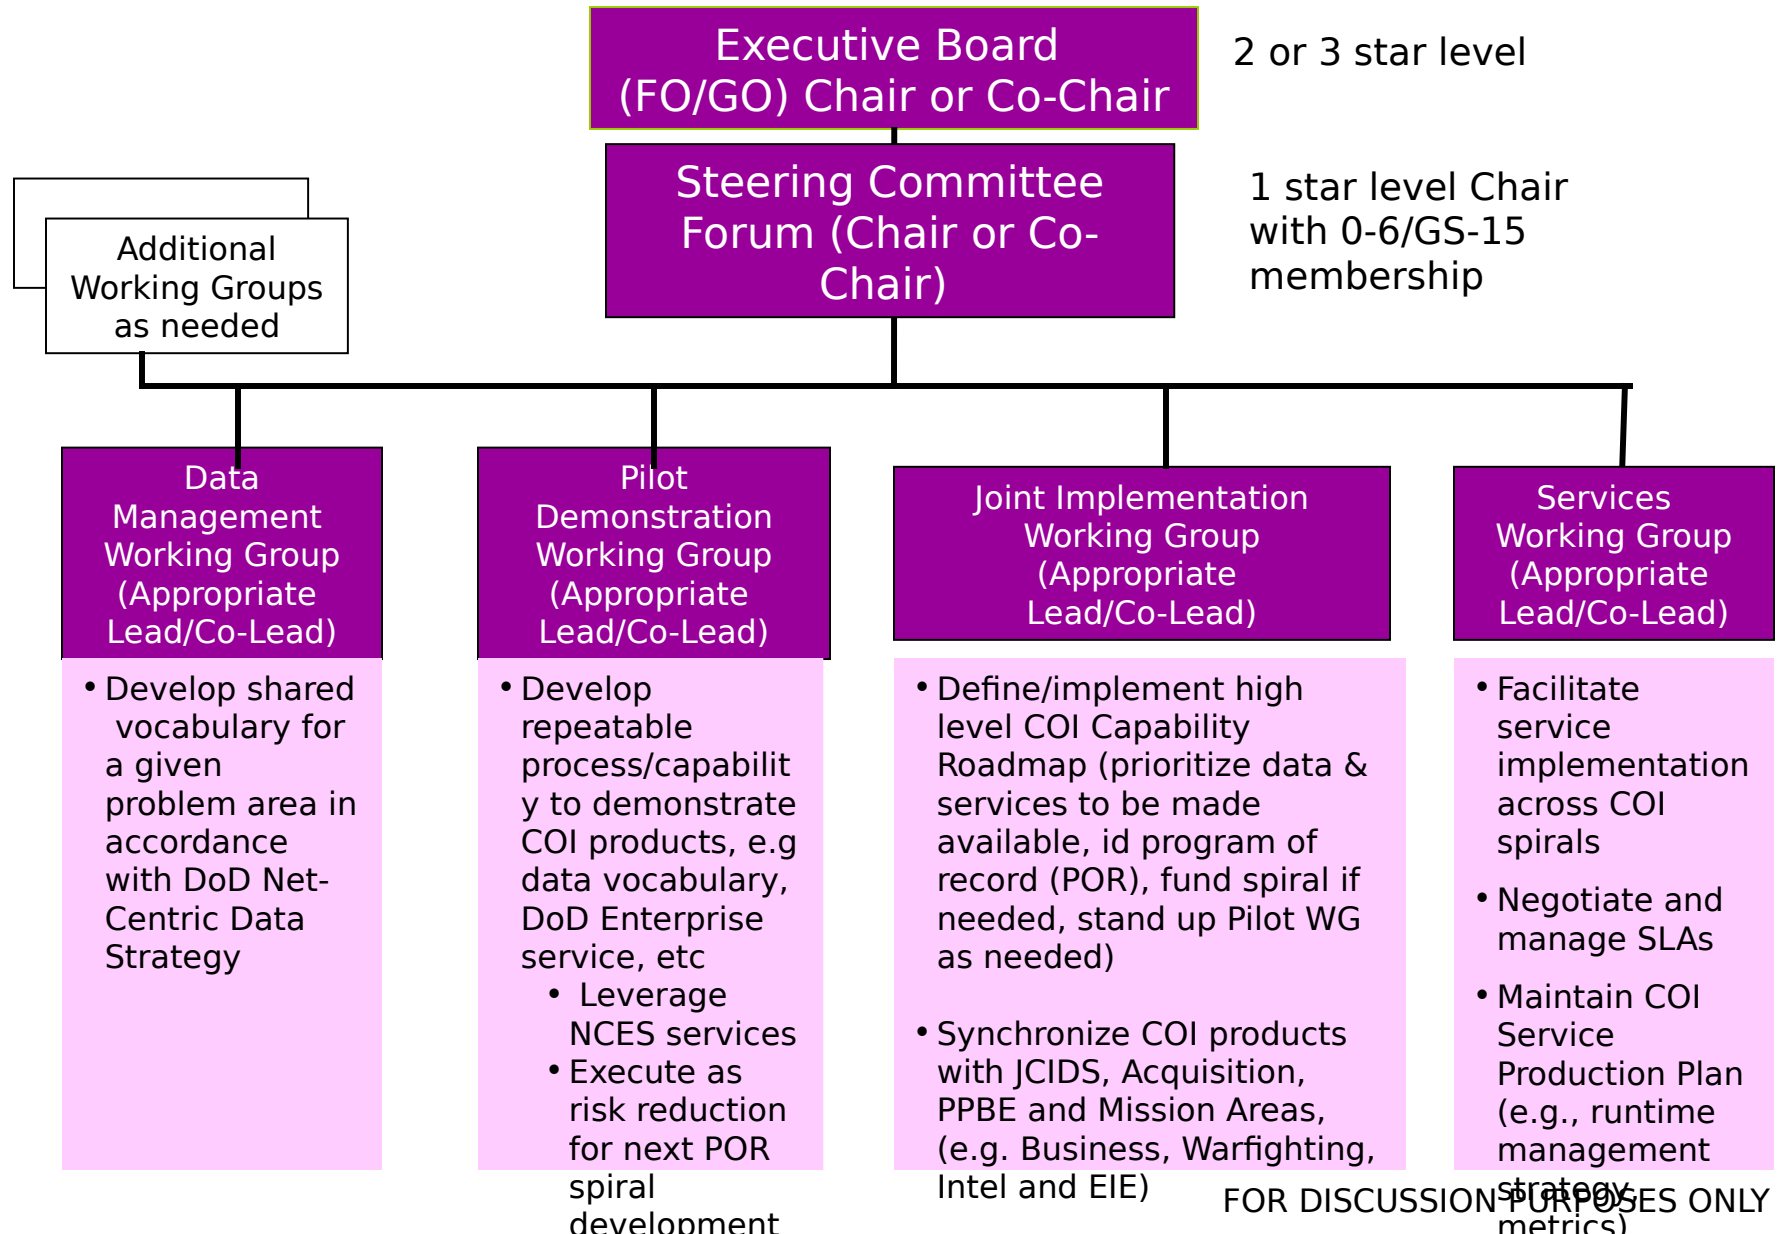 Executive Board
(FO/GO) Chair or Co-Chair
2 or 3 star level
Steering Committee
Forum (Chair or Co-
Chair)
1 star level Chair
with 0-6/GS-15
membership
Additional
Working Groups
as needed
Data
Management
Working Group
(Appropriate
Lead/Co-Lead)
• Develop shared
vocabulary for
a given
problem area in
accordance
with DoD Net-
Centric Data
Strategy
Pilot
Demonstration
Working Group
(Appropriate
Lead/Co-Lead)
• Develop
repeatable
process/capabilit
y to demonstrate
COI products, e.g
data vocabulary,
DoD Enterprise
service, etc
• Leverage
NCES services
• Execute as
risk reduction
for next POR
spiral
development
Joint Implementation
Working Group
(Appropriate
Lead/Co-Lead)
• Define/implement high
level COI Capability
Roadmap (prioritize data &
services to be made
available, id program of
record (POR), fund spiral if
needed, stand up Pilot WG
as needed)
• Synchronize COI products
with JCIDS, Acquisition,
PPBE and Mission Areas,
(e.g. Business, Warfighting,
Intel and EIE)
Services
Working Group
(Appropriate
Lead/Co-Lead)
• Facilitate
service
implementation
across COI
spirals
• Negotiate and
manage SLAs
• Maintain COI
Service
Production Plan
(e.g., runtime
management
strategy,
metrics)
FOR DISCUSSION PURPOSES ONLY